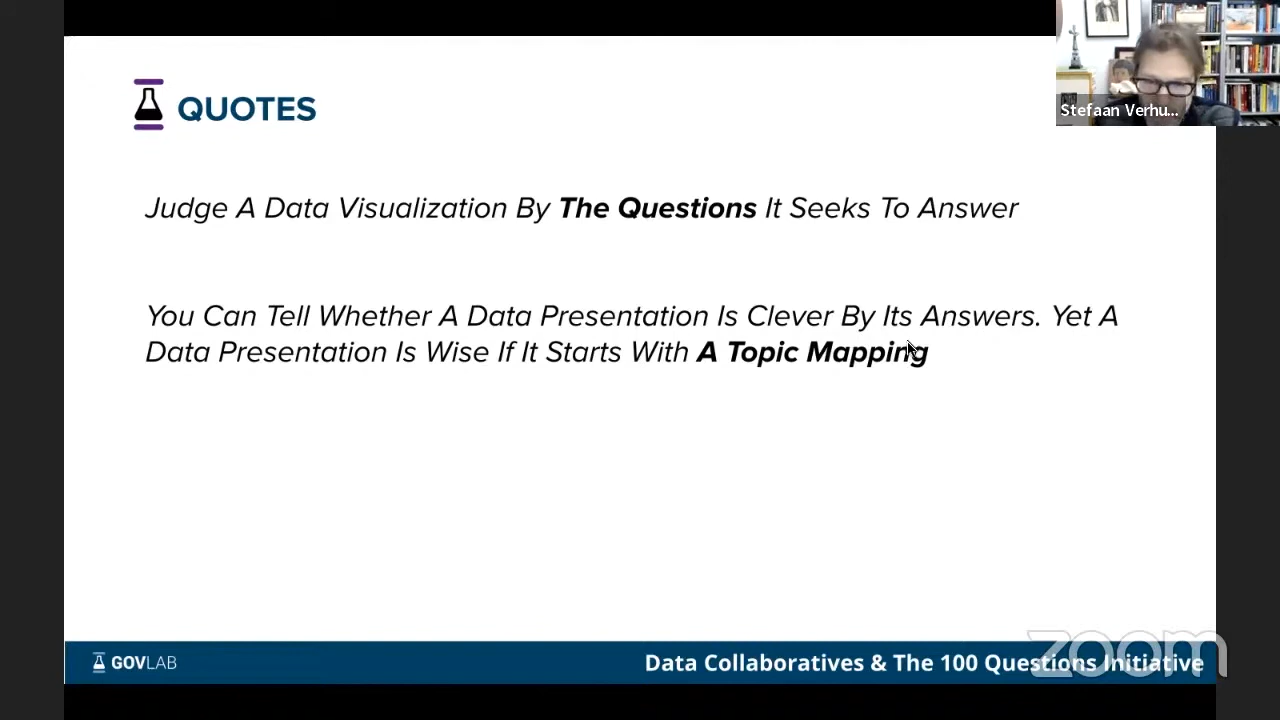 QUOTES
Stefaan Verhu...
Judge A Data Visualization By The Questions It Seeks To Answer
You Can Tell Whether A Data Presentation Is Clever By Its Answers. Yet A
Data Presentation Is Wise If It Starts With A Topic Mapping
GOVLAB
Data Collaboratives & The 100 Questions Initiative
zoom